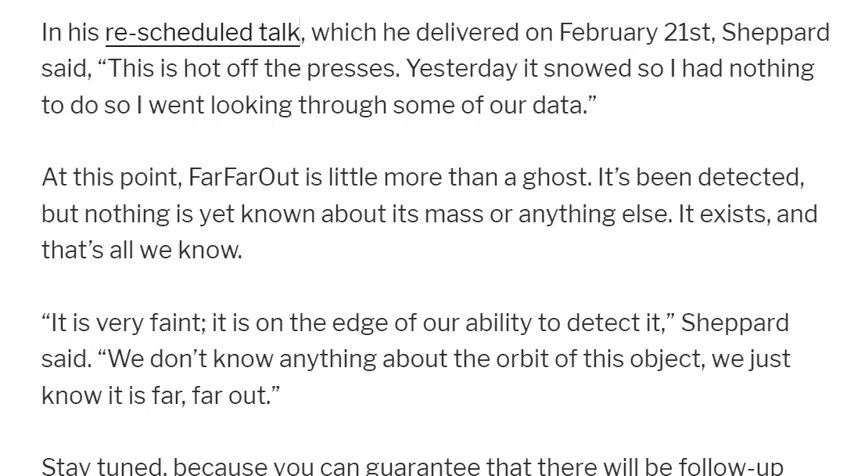 In his re-scheduled talk, which he delivered on February 21st, Sheppard
said, “This is hot off the presses. Yesterday it snowed so I had nothing
to do so I went looking through some of our data.”
At this point, FarFarOut is little more than a ghost. It’s been detected,
but nothing is yet known about its mass or anything else. It exists, and
that’s all we know.
“It is very faint; it is on the edge of our ability to detect it,” Sheppard
said. “We don’t know anything about the orbit of this object, we just
know it is far, far out.”
Stay tuned, because you can guarantee that there will be follow-up